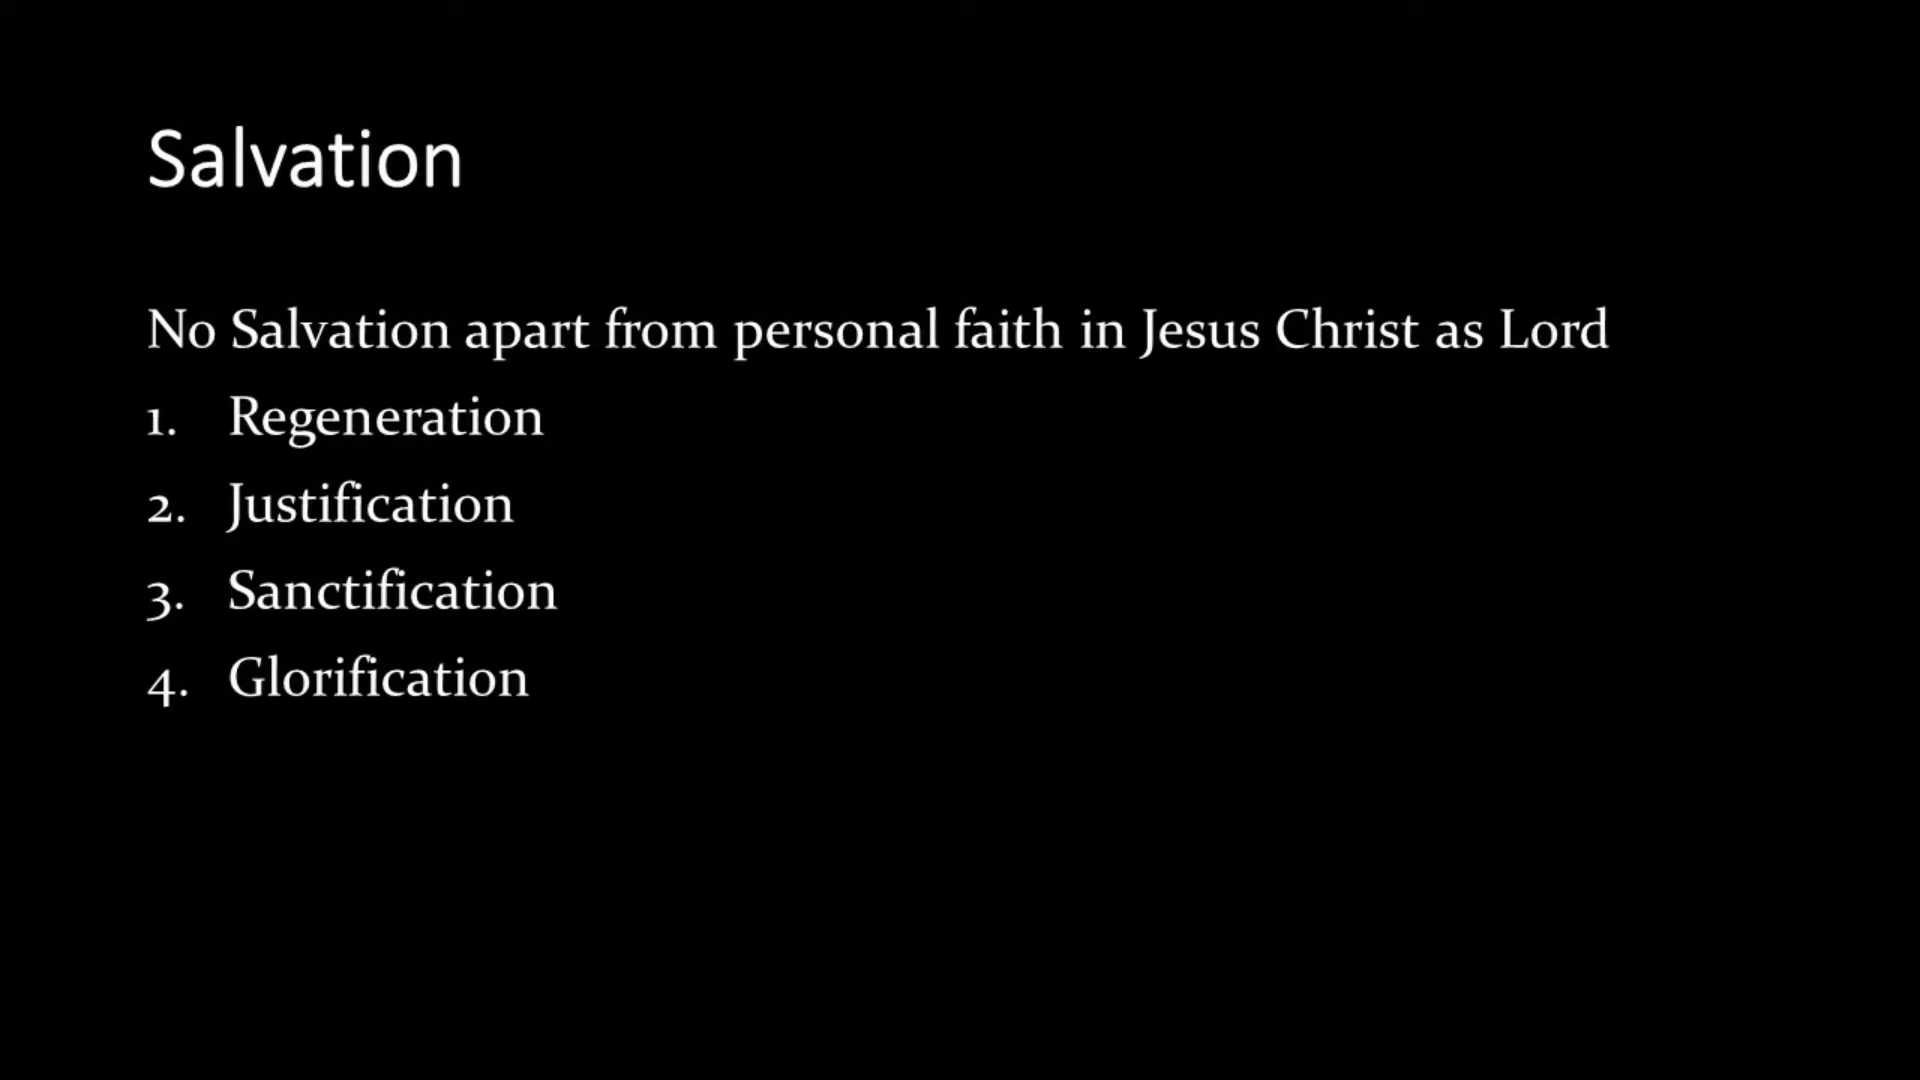 Salvation
No Salvation apart from personal faith in Jesus Christ as Lord
1. Regeneration
2. Justification
3. Sanctification
4. Glorification